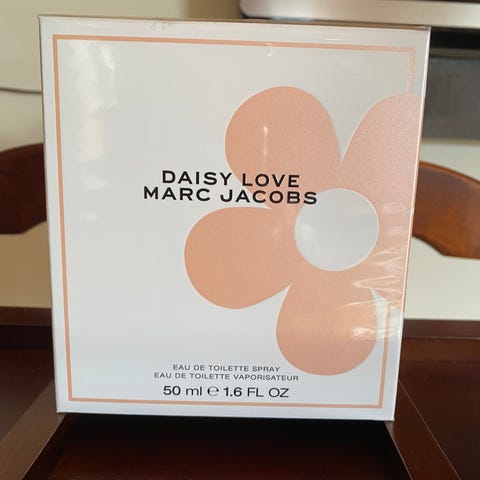 DAISY LOVE
MARC JACOBS
EAU DE TOILETTE SPRAY
EAU DE TOILETTE VAPORISATEUR
50 ml ℮ 1.6 FL OZ